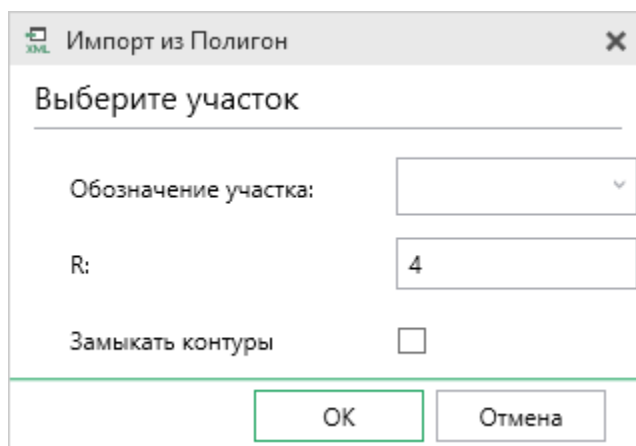 XML Импорт из Полигон
Выберите участок
Обозначение участка:
R: 4
Замыкать контуры
OK Отмена